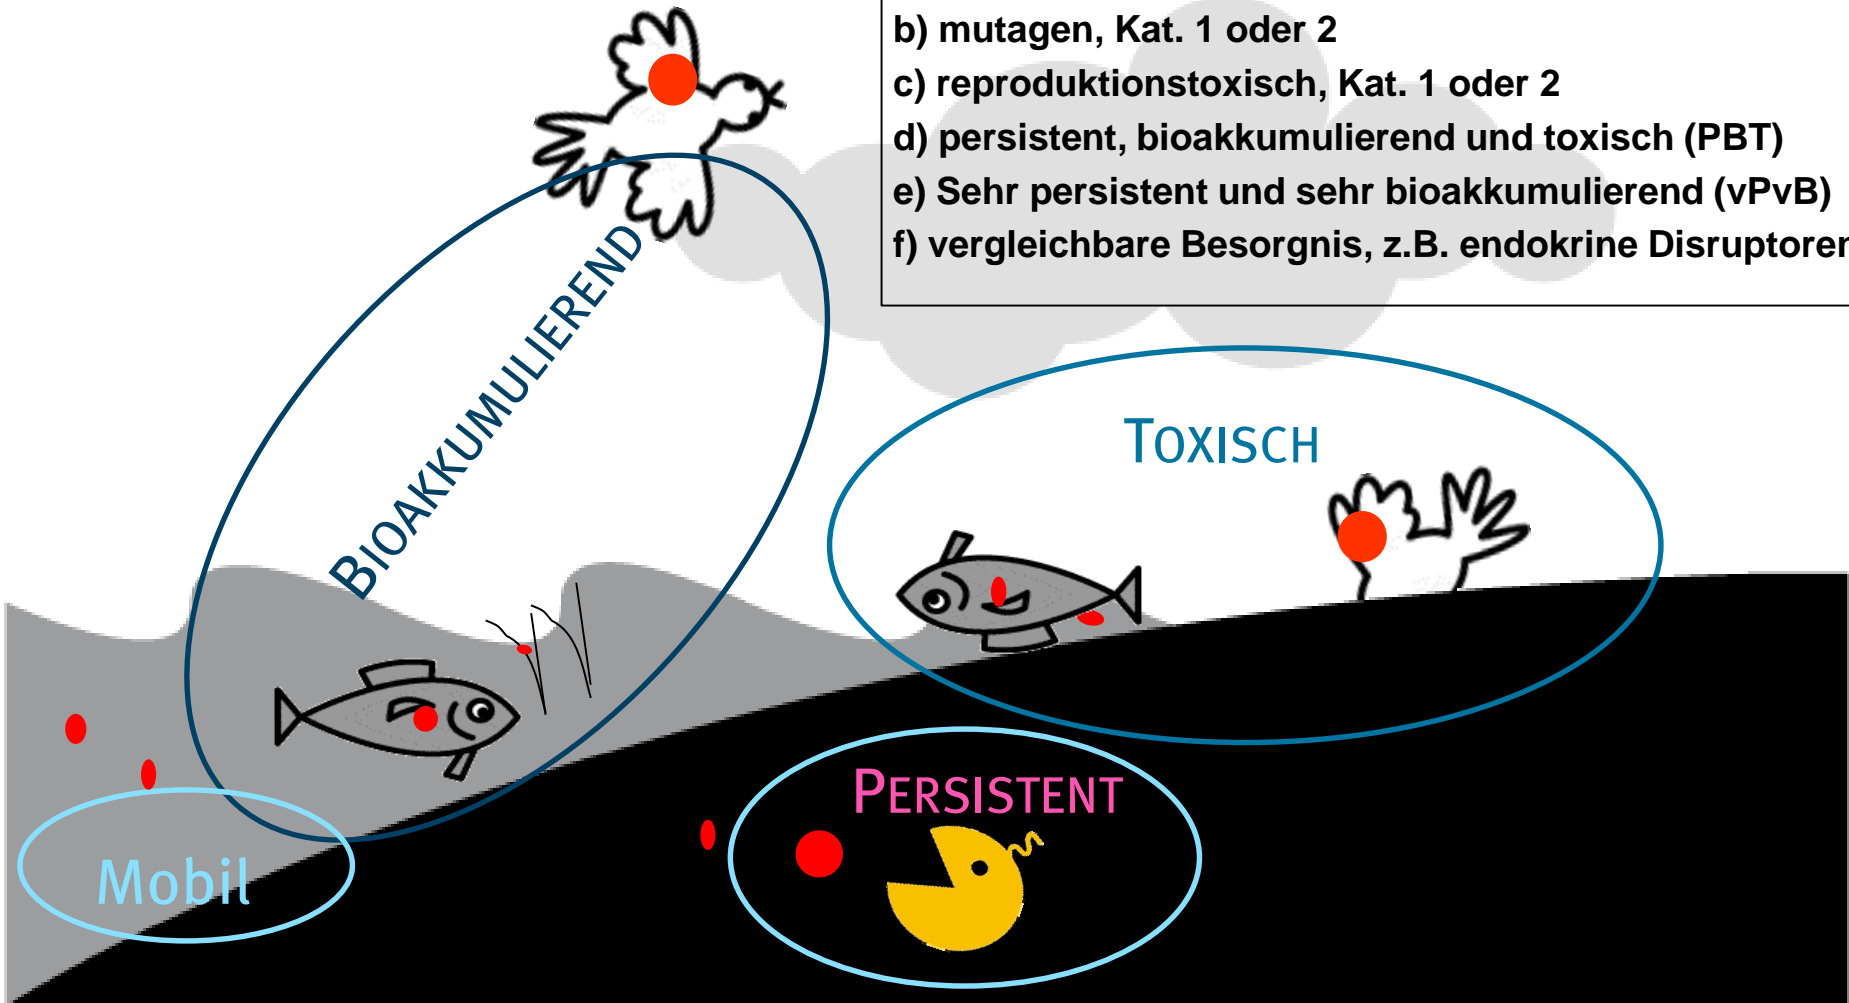 b) mutagen, Kat. 1 oder 2
c) reproduktionstoxisch, Kat. 1 oder 2
d) persistent, bioakkumulierend und toxisch (PBT)
e) Sehr persistent und sehr bioakkumulierend (vPvB)
f) vergleichbare Besorgnis, z.B. endokrine Disruptoren
BIOAKKUMULIEREND
TOXISCH
PERSISTENT
Mobil